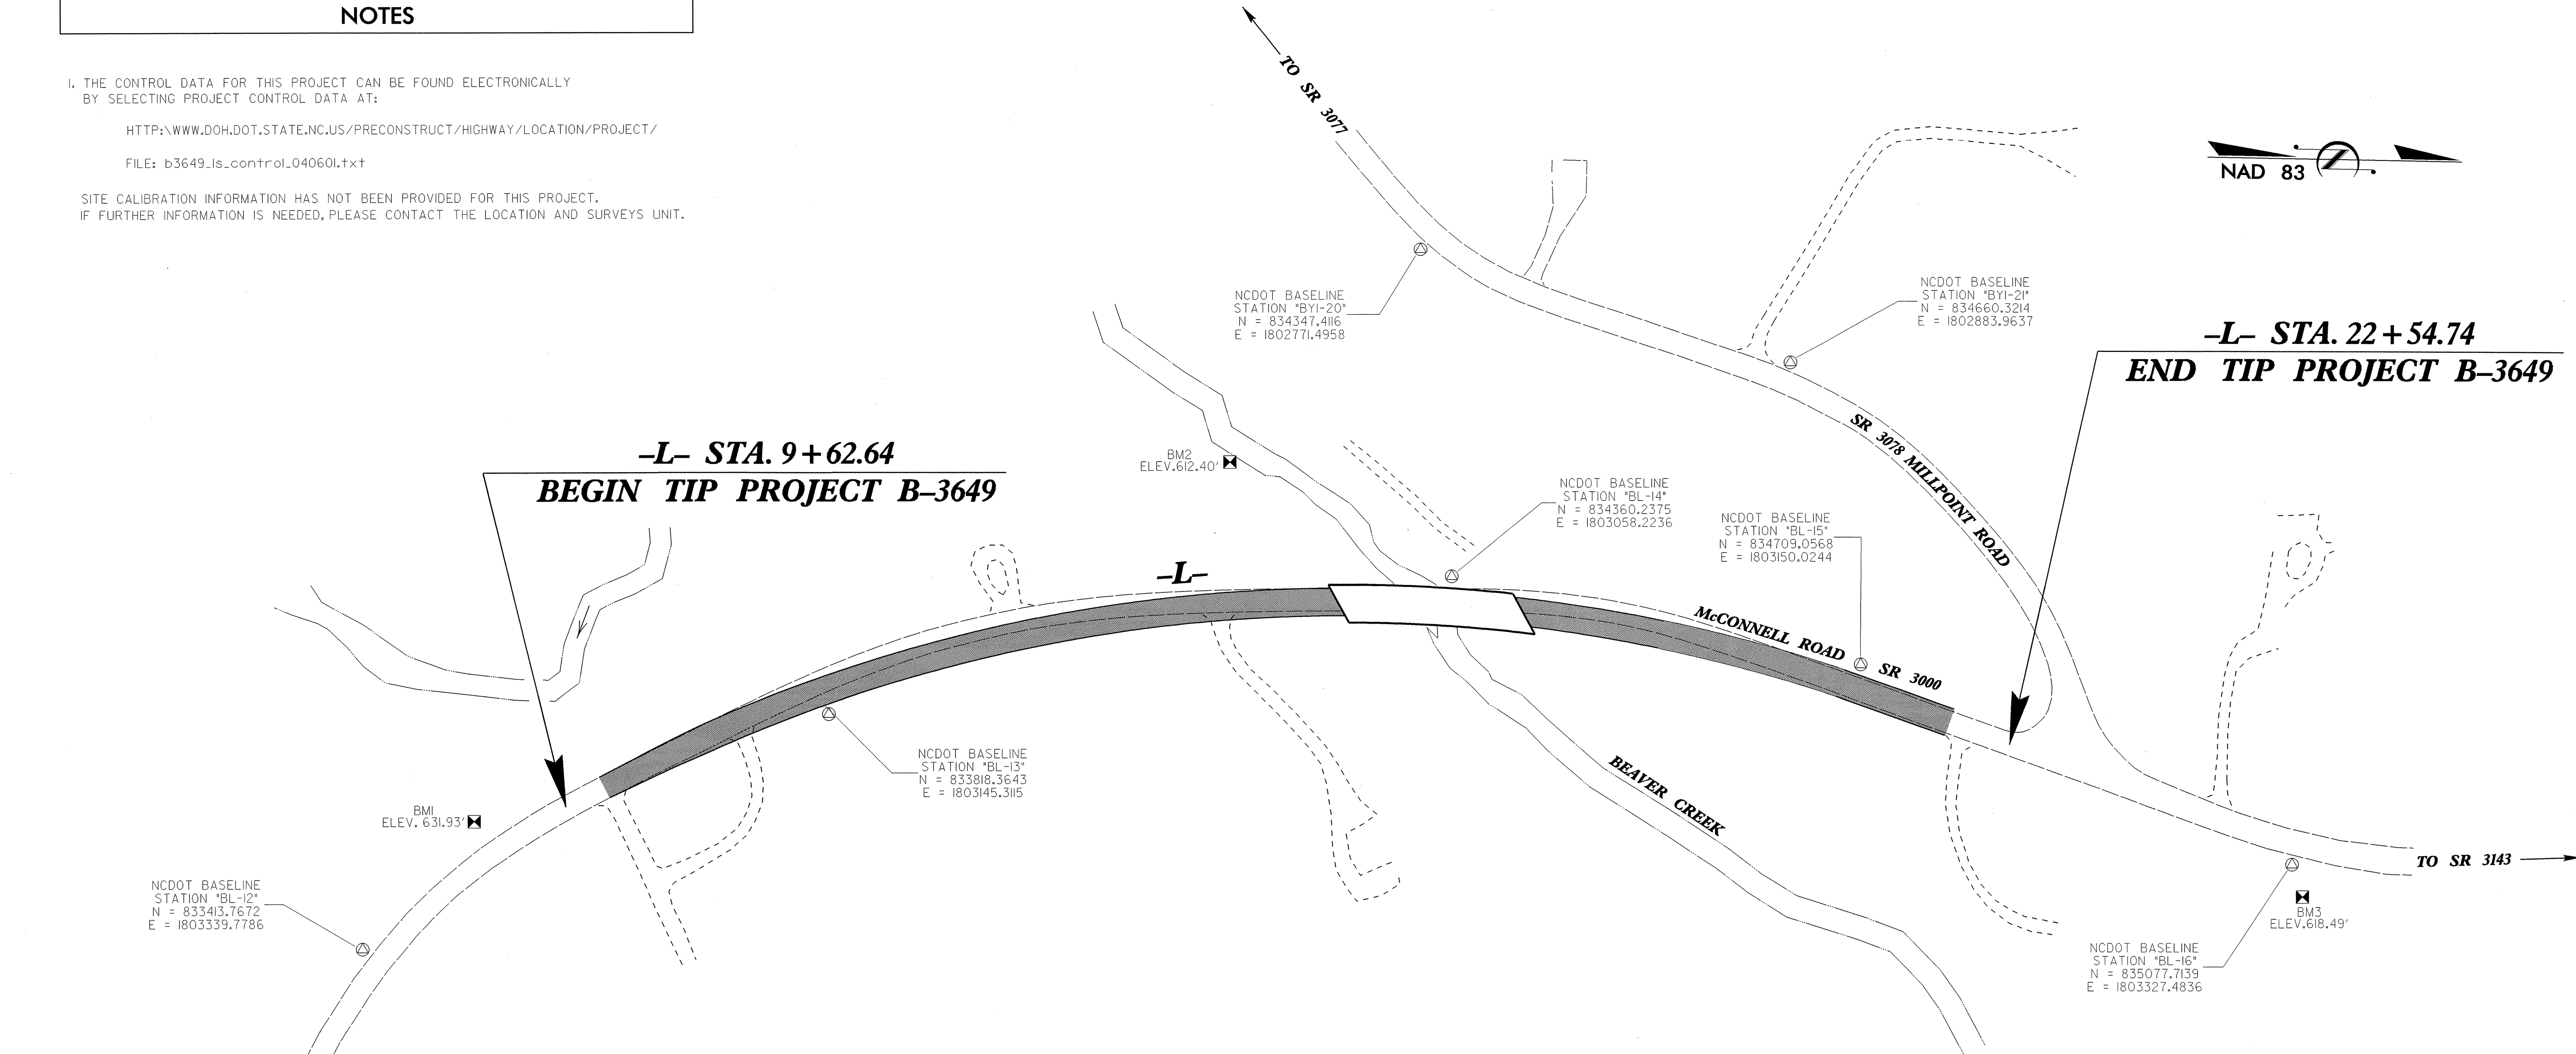 NOTES
1. THE CONTROL DATA FOR THIS PROJECT CAN BE FOUND ELECTRONICALLY
BY SELECTING PROJECT CONTROL DATA AT:
HTTP:\WWW.DOH.DOT.STATE.NC.US/PRECONSTRUCT/HIGHWAY/LOCATION/PROJECT/
FILE: b3649_ls_control_040601.txt
SITE CALIBRATION INFORMATION HAS NOT BEEN PROVIDED FOR THIS PROJECT.
IF FURTHER INFORMATION IS NEEDED, PLEASE CONTACT THE LOCATION AND SURVEYS UNIT.
TO SR 3077
NAD 83
NCDOT BASELINE
STATION "BY1-20"
N = 834347.4116
E = 1802771.4958
NCDOT BASELINE
STATION "BY1-21"
N = 834660.3214
E = 1802883.9637
-L- STA. 22+54.74
END TIP PROJECT B-3649
-L- STA. 9+62.64
BEGIN TIP PROJECT B-3649
BM2
ELEV.612.40'
SR 3078 MILLPOINT ROAD
NCDOT BASELINE
STATION "BL-14"
N = 834360.2375
E = 1803058.2236
NCDOT BASELINE
STATION "BL-15"
N = 834709.0568
E = 1803150.0244
-L-
McCONNELL ROAD SR 3000
NCDOT BASELINE
STATION "BL-13"
N = 833818.3643
E = 1803145.3115
BEAVER CREEK
BM1
ELEV. 631.93'
TO SR 3143
NCDOT BASELINE
STATION "BL-12"
N = 833413.7672
E = 1803339.7786
BM3
ELEV.618.49'
NCDOT BASELINE
STATION "BL-16"
N = 835077.7139
E = 1803327.4836